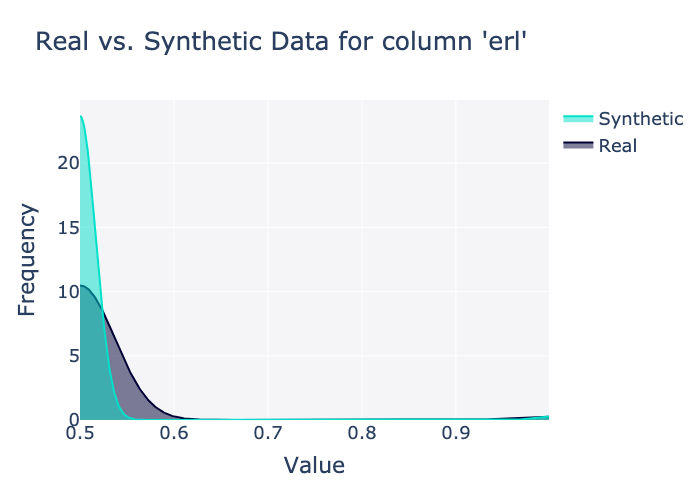 Real vs. Synthetic Data for column 'erl'
Synthetic
Real
Frequency
20
15
10
5
0
0.5
0.6
0.7
0.8
0.9
Value